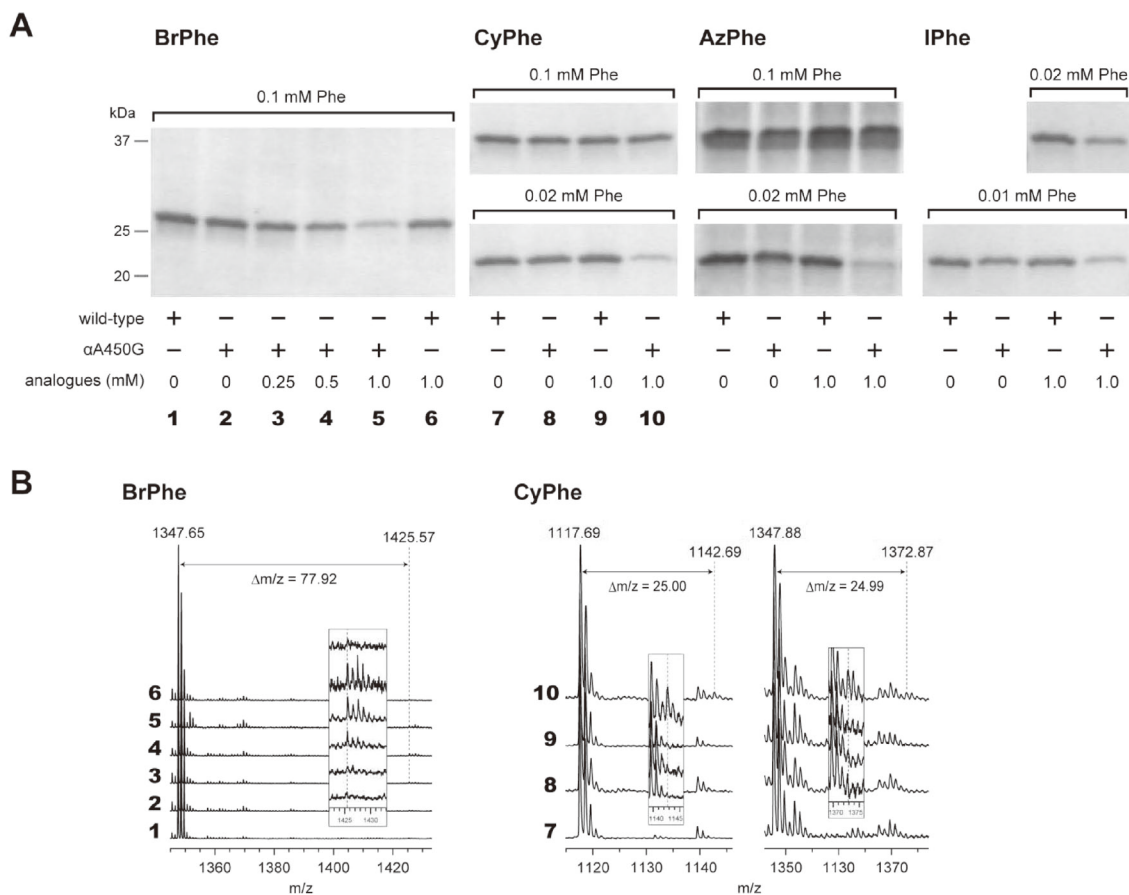 A
BrPhe CyPhe AzPhe IPhe
0.1 mM Phe 0.1 mM Phe 0.1 mM Phe 0.02 mM Phe
kDa
37
25
20
0.02 mM Phe 0.02 mM Phe 0.01 mM Phe
wild-type + − − − − + + − + − + − + − + − + −
αA450G − + + + + − − + − + − + − + − + − +
analogues (mM) 0 0 0.25 0.5 1.0 1.0 0 0 1.0 1.0 0 0 1.0 1.0 0 0 1.0 1.0
1 2 3 4 5 6 7 8 9 10
B
BrPhe CyPhe
1347.65 1425.57
Δm/z = 77.92
6
5
4
3
2
1
1425 1430
1360 1380 1400 1420
m/z
1117.69 1142.69
Δm/z = 25.00
10
9
8
7
1140 1145
1120 1130 1140
m/z
1347.88 1372.87
Δm/z = 24.99
1370 1375
1350 1130 1370
m/z